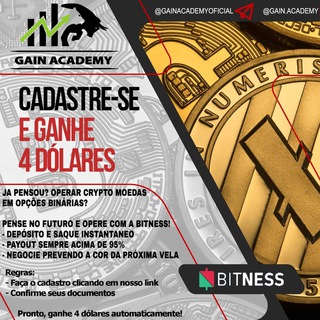 @GAINACADEMYOFICIAL
@GAIN.ACADEMY
GAIN ACADEMY
CADASTRE-SE
E GANHE
4 DÓLARES
JA PENSOU? OPERAR CRYPTO MOEDAS
EM OPÇÕES BINÁRIAS?
PENSE NO FUTURO E OPERE COM A BITNESS!
- DEPÓSITO E SAQUE INSTANTANEO
- PAYOUT SEMPRE ACIMA DE 95%
- NEGOCIE PREVENDO A COR DA PRÓXIMA VELA
Regras:
- Faça o cadastro clicando em nosso link
- Confirme seus documentos
Pronto, ganhe 4 dólares automaticamente!
BITNESS
NUMERIS